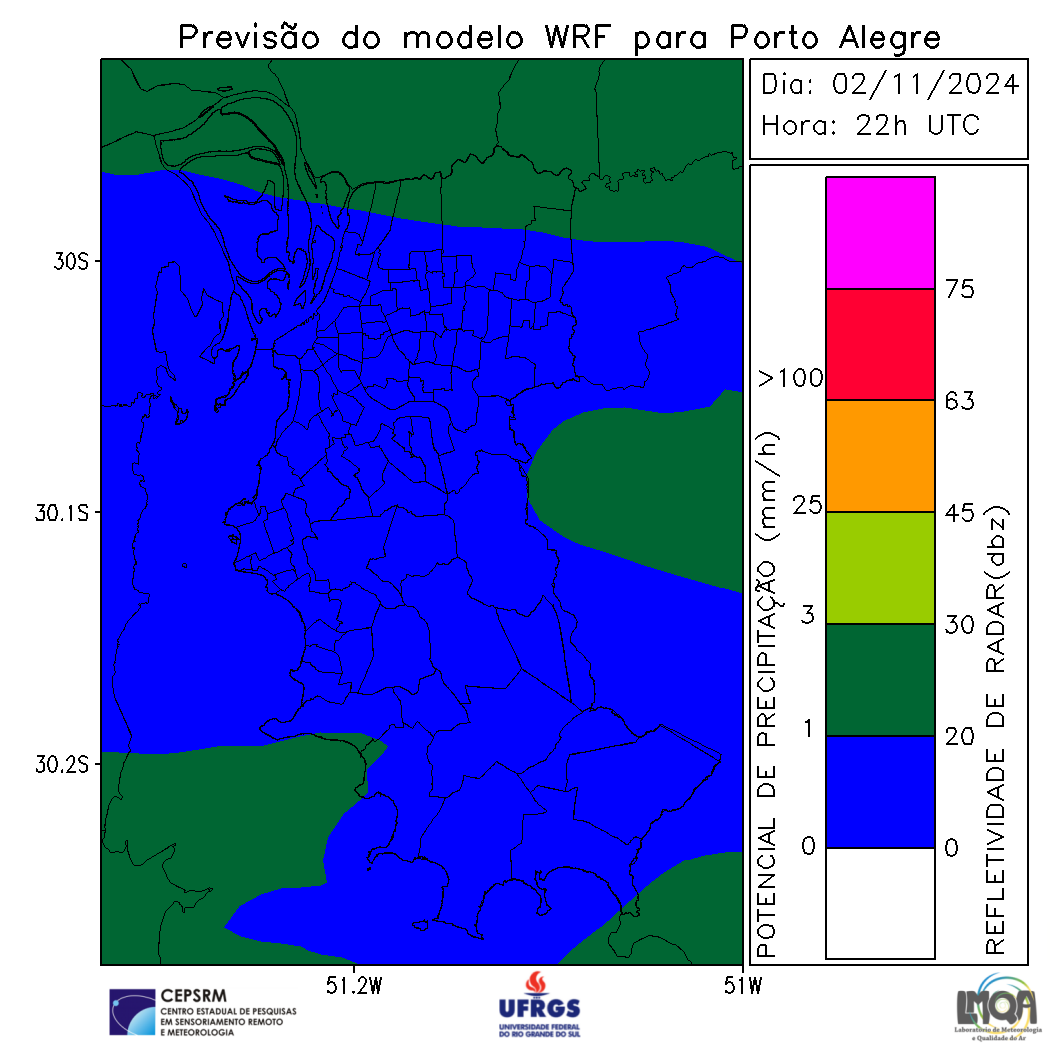 Previsão do modelo WRF para Porto Alegre
Dia: 02/11/2024
Hora: 22h UTC
30S
30.1S
30.2S
51.2W
51W
POTENCIAL DE PRECIPITAÇÃO (mm/h)
>100
25
3
1
0
75
63
45
30
20
0
REFLETIVIDADE DE RADAR(dbz)
CEPSRM
CENTRO ESTADUAL DE PESQUISAS
EM SENSORIAMENTO REMOTO
E METEOROLOGIA
UFRGS
UNIVERSIDADE FEDERAL
DO RIO GRANDE DO SUL
LMQA
Laboratório de Meteorologia
e Qualidade do Ar